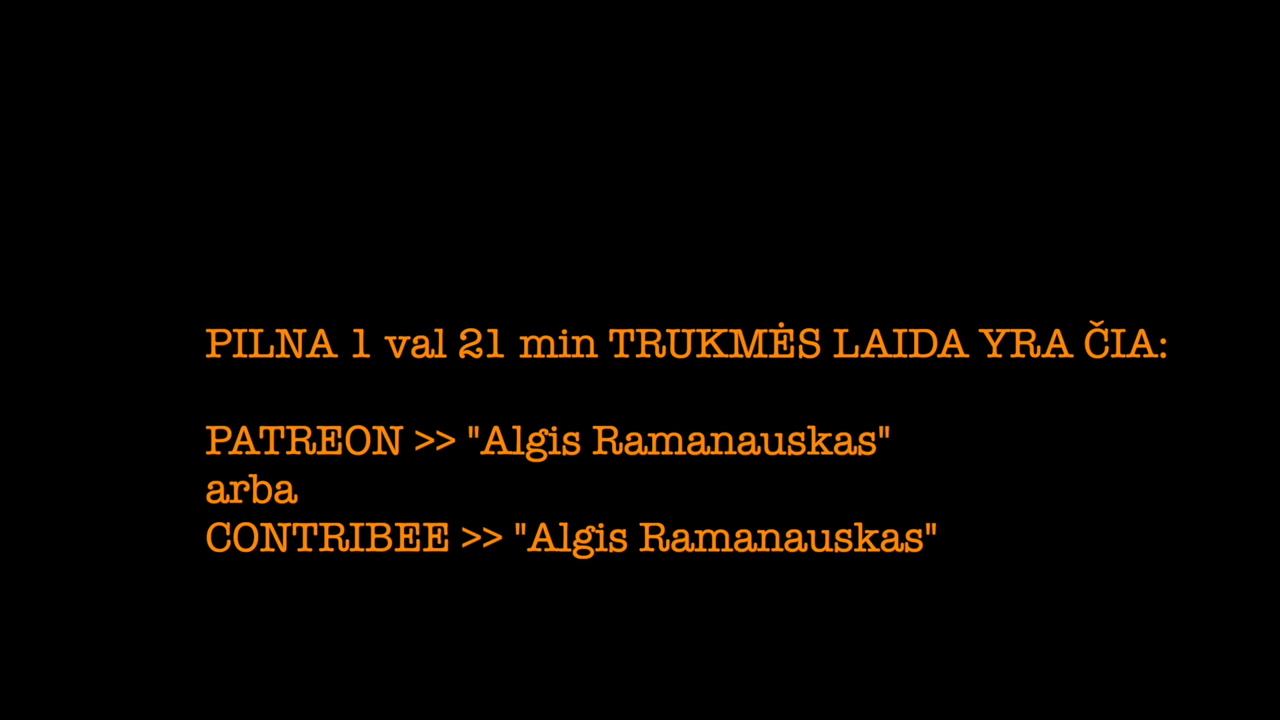 PILNA 1 val 21 min TRUKMĖS LAIDA YRA ČIA:
PATREON >> "Algis Ramanauskas"
arba
CONTRIBEE >> "Algis Ramanauskas"